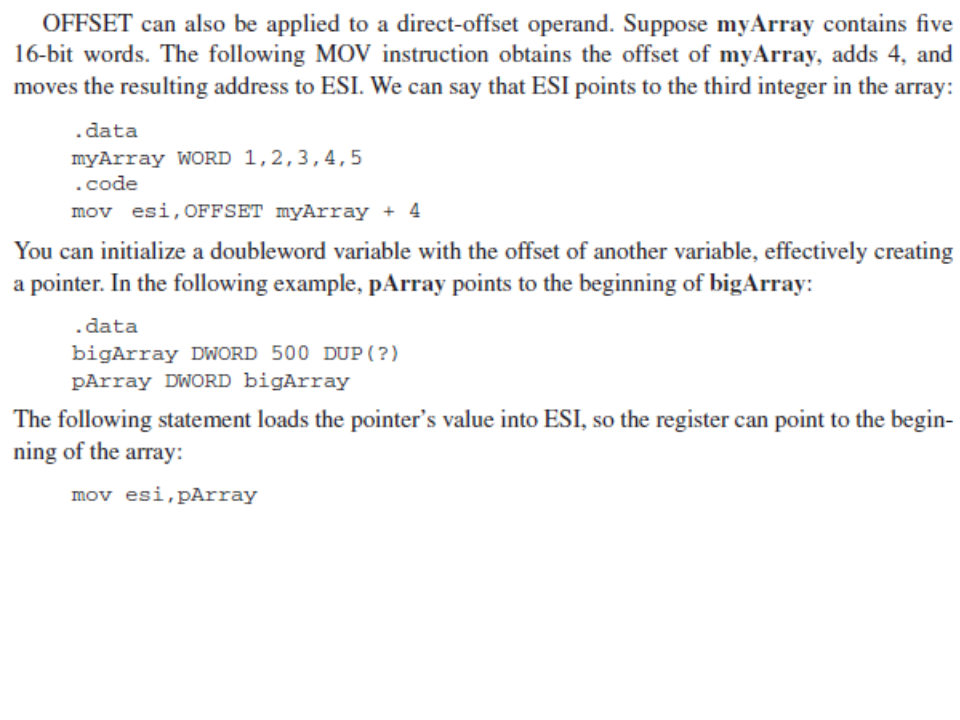 OFFSET can also be applied to a direct-offset operand. Suppose myArray contains five
16-bit words. The following MOV instruction obtains the offset of myArray, adds 4, and
moves the resulting address to ESI. We can say that ESI points to the third integer in the array:
.data
myArray WORD 1,2,3,4,5
.code
mov esi,OFFSET myArray + 4
You can initialize a doubleword variable with the offset of another variable, effectively creating
a pointer. In the following example, pArray points to the beginning of bigArray:
.data
bigArray DWORD 500 DUP(?)
pArray DWORD bigArray
The following statement loads the pointer's value into ESI, so the register can point to the begin-
ning of the array:
mov esi,pArray